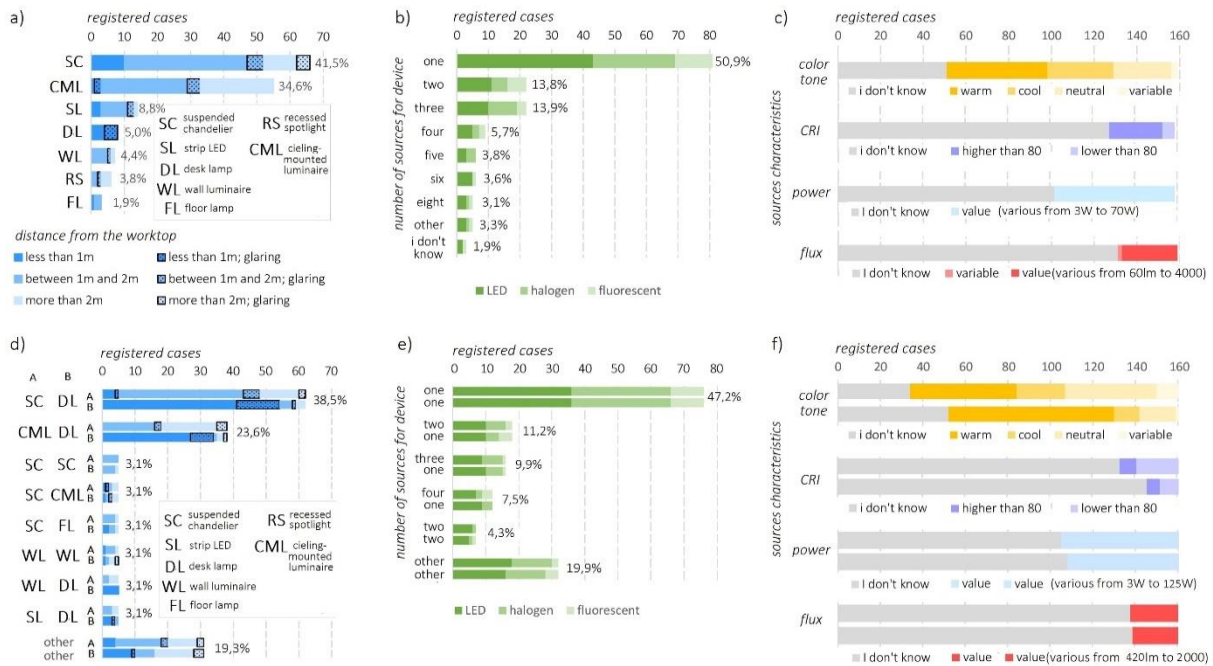 a)
registered cases
0 10 20 30 40 50 60 70
SC 41,5%
CML 34,6%
SL 8,8%
DL 5,0%
WL 4,4%
RS 3,8%
FL 1,9%
SC suspended chandelier
RS recessed spotlight
SL strip LED
CML cieling-mounted luminaire
DL desk lamp
WL wall luminaire
FL floor lamp
distance from the worktop
less than 1m
less than 1m; glaring
between 1m and 2m
between 1m and 2m; glaring
more than 2m
more than 2m; glaring
b)
registered cases
0 10 20 30 40 50 60 70 80
number of sources for device
one 50,9%
two 13,8%
three 13,9%
four 5,7%
five 3,8%
six 3,6%
eight 3,1%
other 3,3%
i don't know 1,9%
LED halogen fluorescent
c)
registered cases
0 20 40 60 80 100 120 140 160
sources characteristics
color tone
i don't know warm cool neutral variable
CRI
i don't know higher than 80 lower than 80
power
I don't know value (various from 3W to 70W)
flux
I don't know variable value(various from 60lm to 4000)
d)
registered cases
0 10 20 30 40 50 60 70 80
A B
SC DL A B 38,5%
CML DL A B 23,6%
SC SC A B 3,1%
SC CML A B 3,1%
SC FL A B 3,1%
WL WL A B 3,1%
WL DL A B 3,1%
SL DL A B 3,1%
other other A B 19,3%
SC suspended chandelier
RS recessed spotlight
SL strip LED
CML cieling-mounted luminaire
DL desk lamp
WL wall luminaire
FL floor lamp
e)
registered cases
0 10 20 30 40 50 60 70 80
number of sources for device
one one 47,2%
two one 11,2%
three one 9,9%
four one 7,5%
two two 4,3%
other other 19,9%
LED halogen fluorescent
f)
registered cases
0 20 40 60 80 100 120 140 160
sources characteristics
color tone
i don't know warm cool neutral variable
CRI
i don't know higher than 80 lower than 80
power
I don't know value value (various from 3W to 125W)
flux
I don't know value value(various from 420lm to 2000)